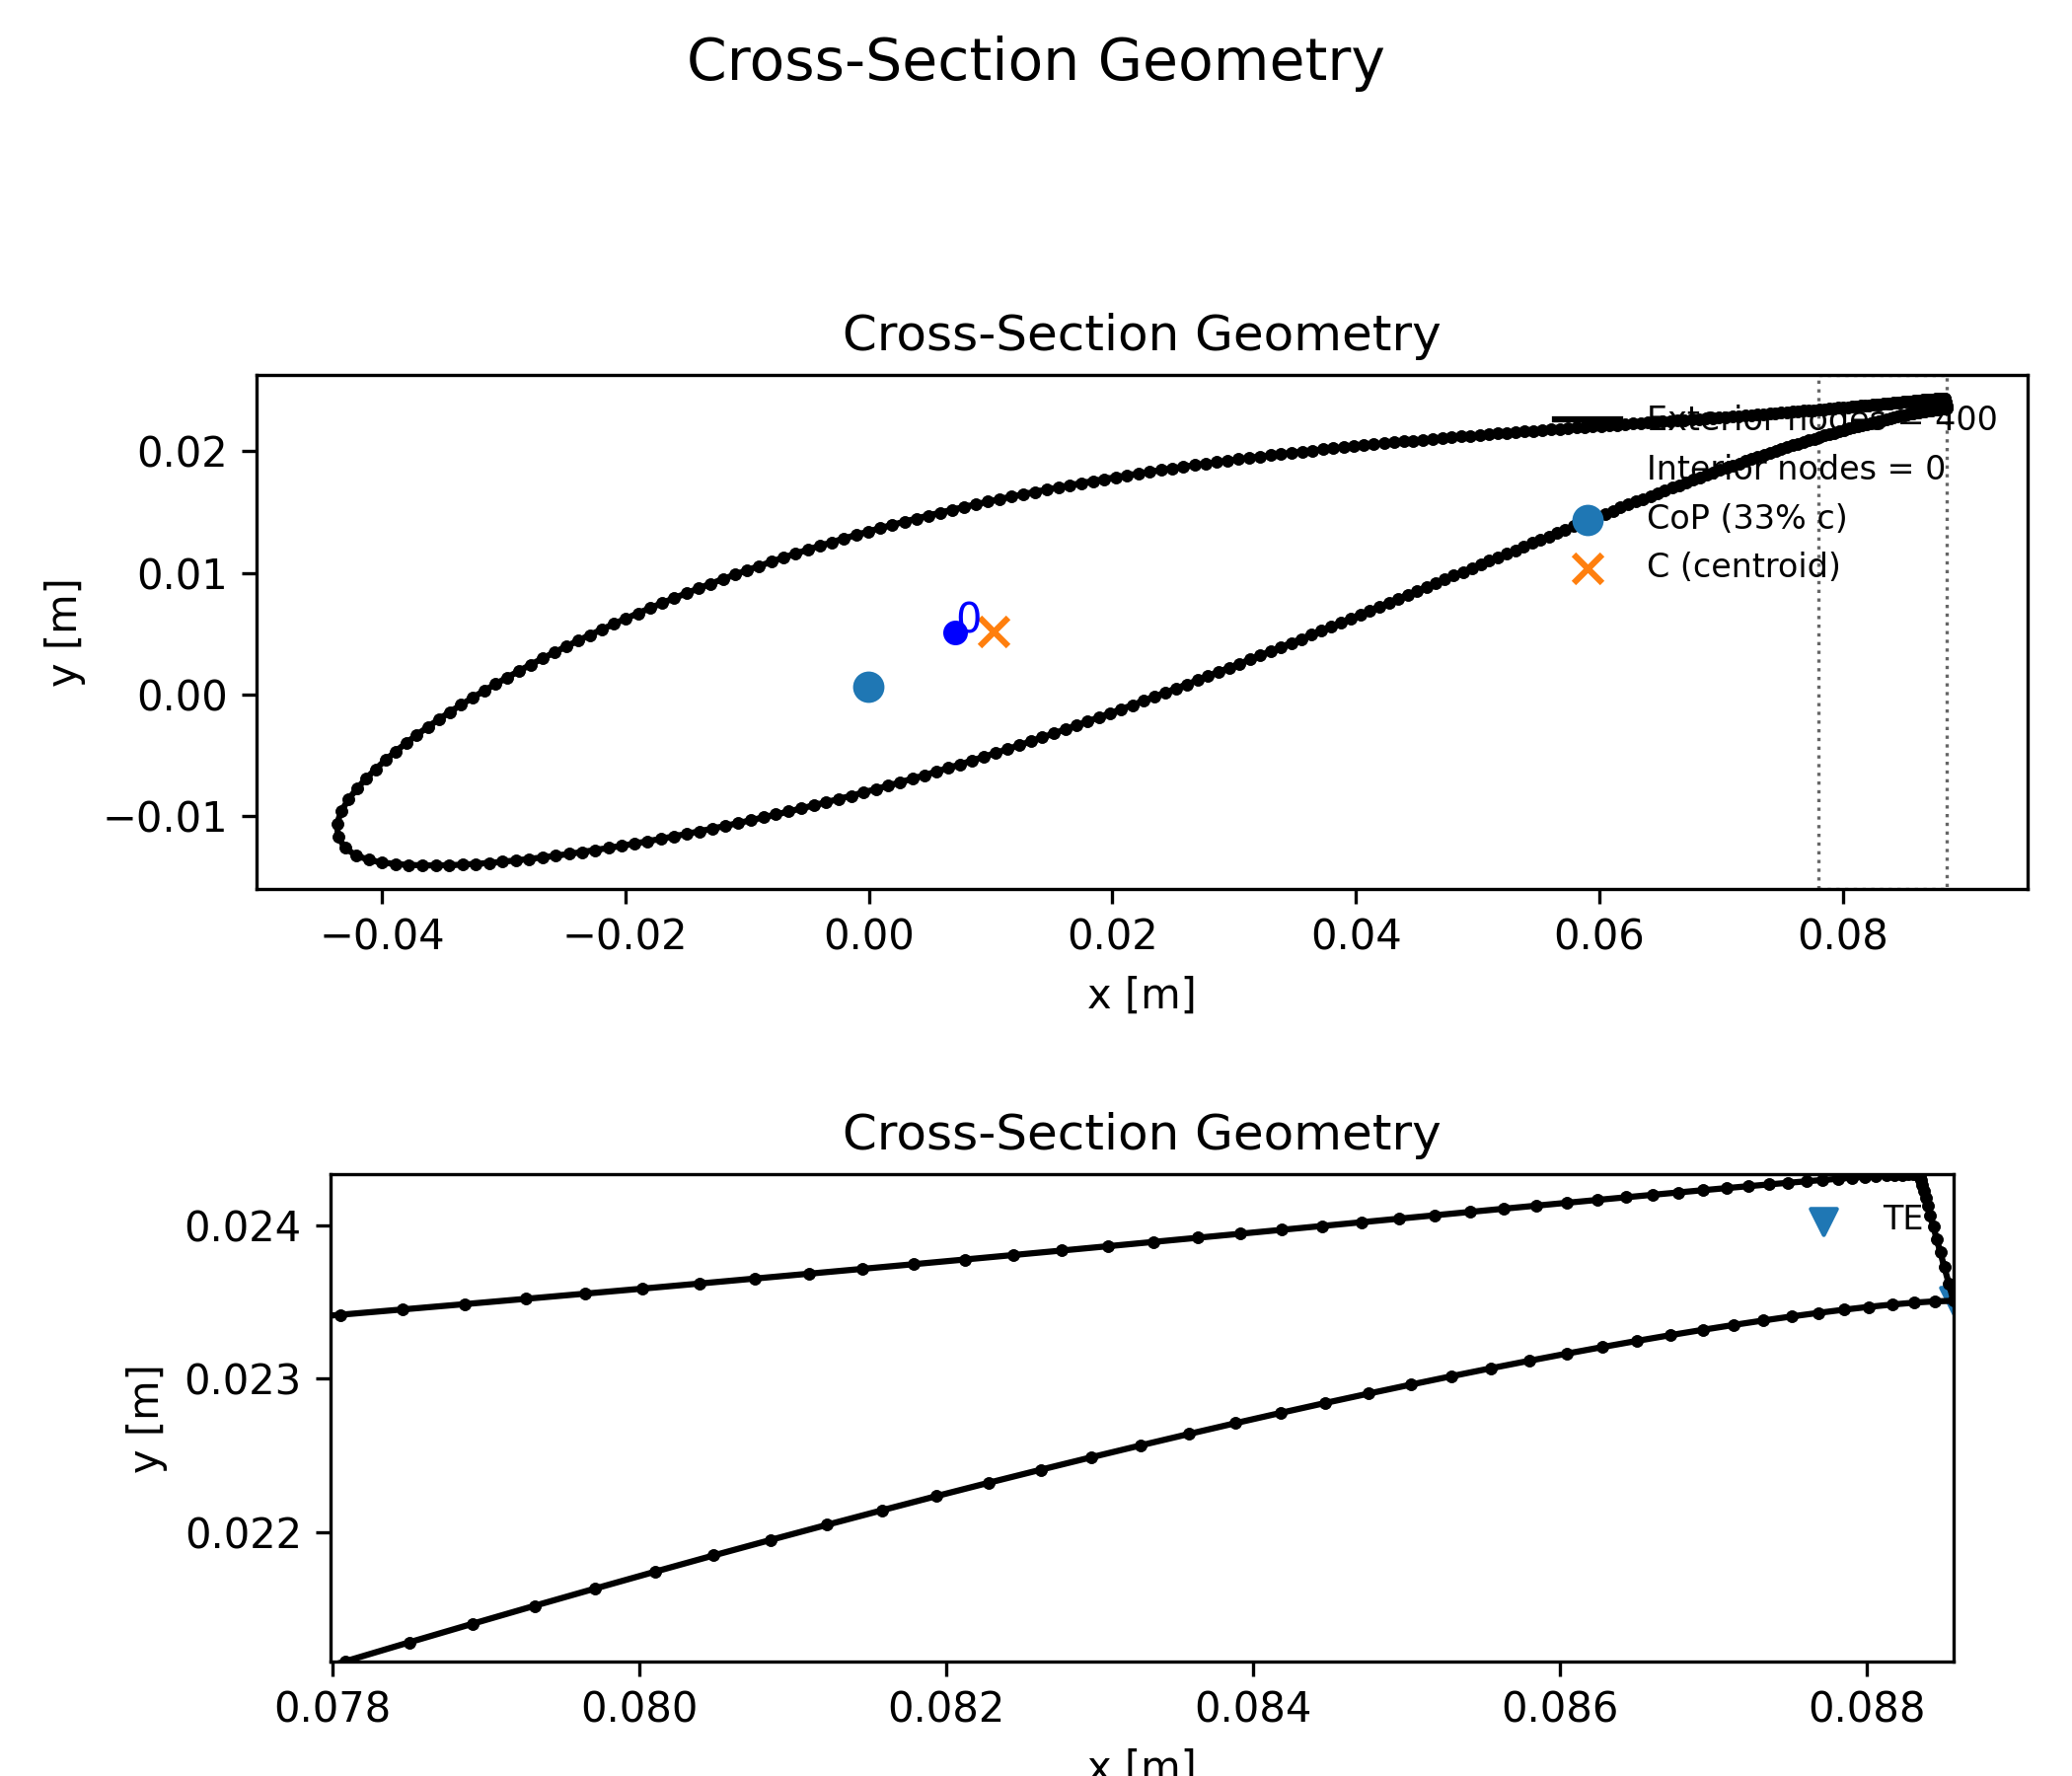 Cross-Section Geometry
Cross-Section Geometry
y [m]
0.02
0.01
0.00
−0.01
Exterior nodes = 400
Interior nodes = 0
CoP (33% c)
C (centroid)
0
−0.04 −0.02 0.00 0.02 0.04 0.06 0.08
x [m]
Cross-Section Geometry
y [m]
0.024
0.023
0.022
TE
0.078 0.080 0.082 0.084 0.086 0.088
x [m]